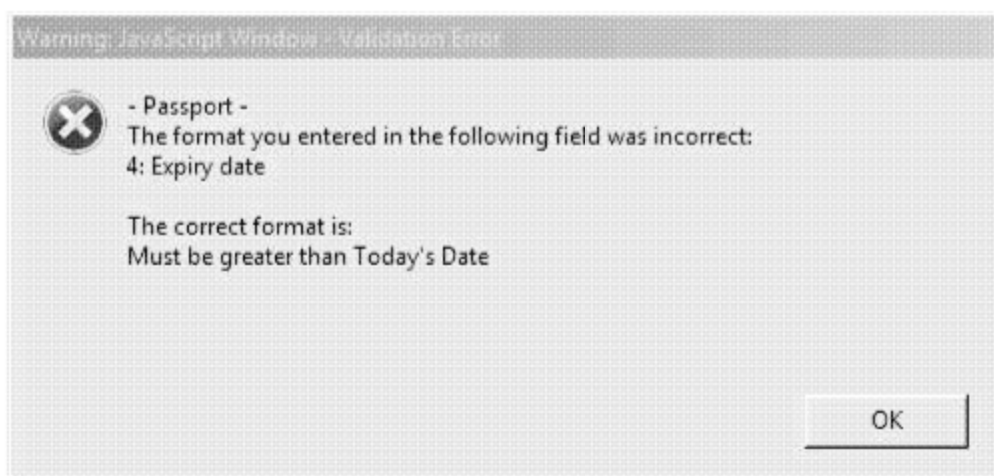 Warning: JavaScript Window - Validation Error
- Passport -
The format you entered in the following field was incorrect:
4: Expiry date
The correct format is:
Must be greater than Today's Date
OK